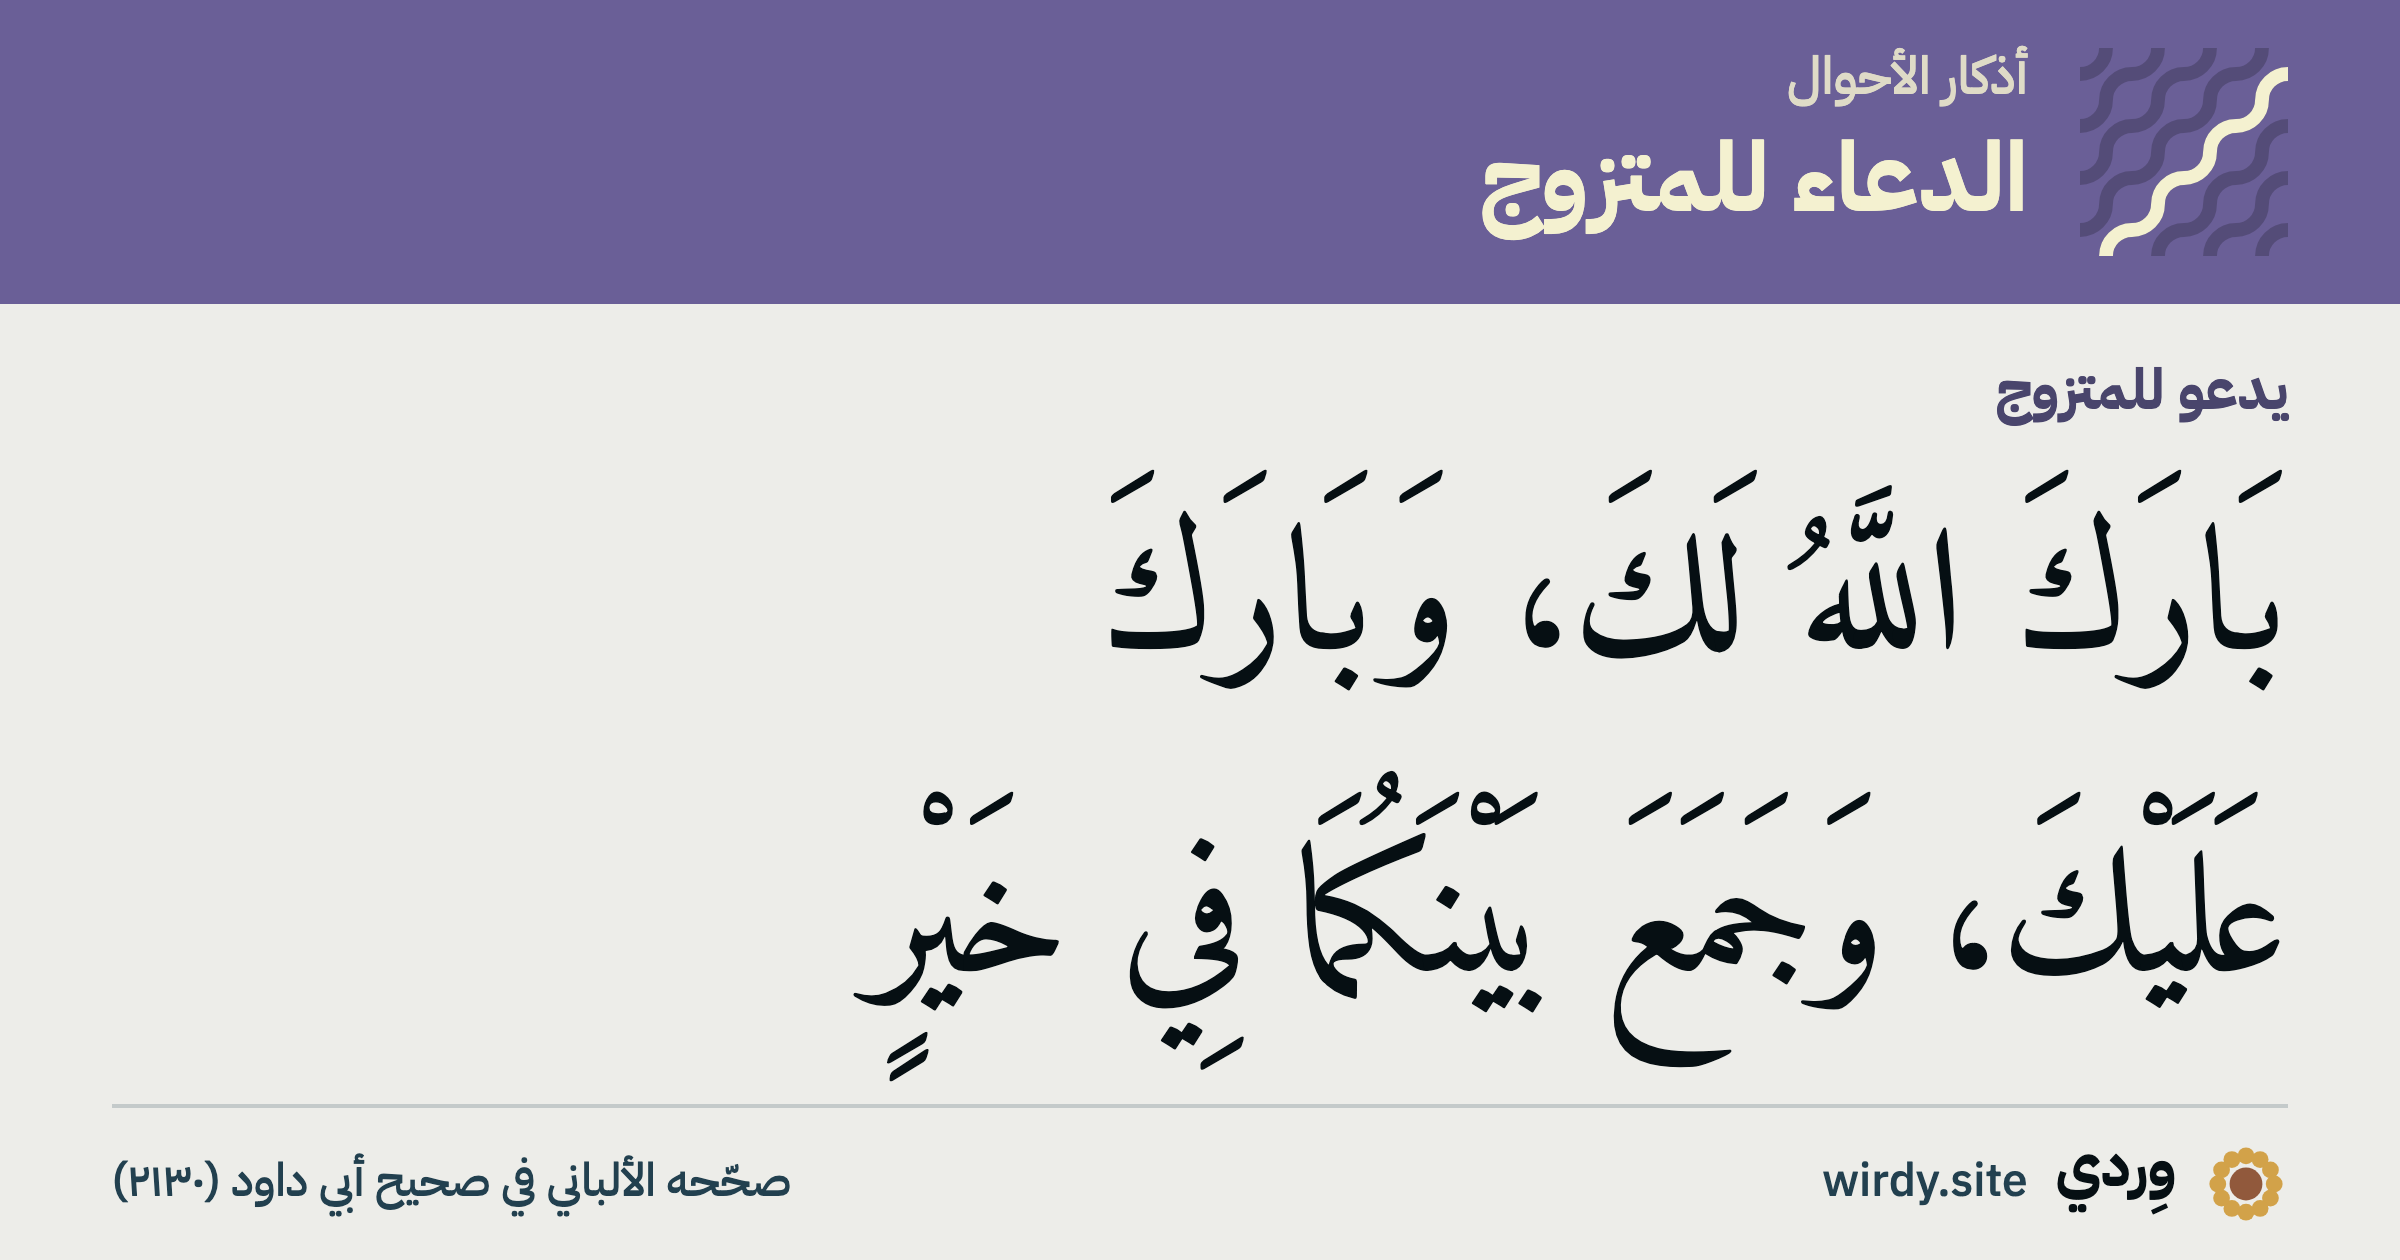 أذكار الأحوال
الدعاء للمتزوج
يدعو للمتزوج
بَارَكَ اللَّهُ لَكَ، وَبَارَكَ
عَلَيْكَ، وَجَمَعَ بَيْنَكُمَا فِي خَيْرٍ
وِردي wirdy.site
صحّحه الألباني في صحيح أبي داود (٢١٣٠)